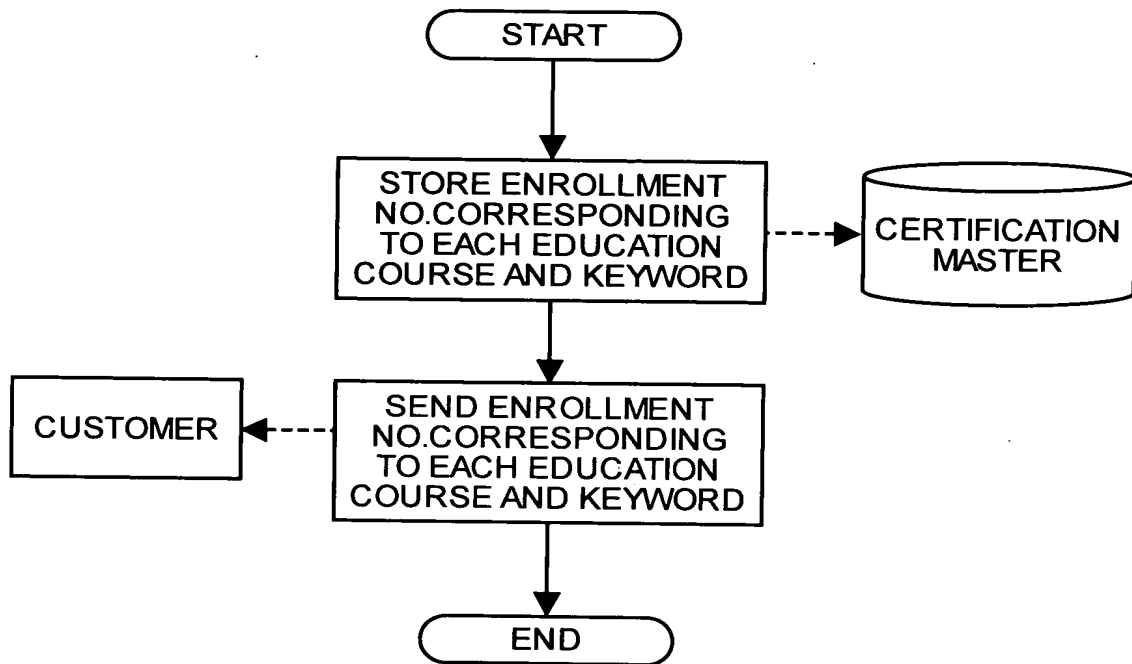 START
STORE ENROLLMENT
NO.CORRESPONDING
TO EACH EDUCATION
COURSE AND KEYWORD
CERTIFICATION
MASTER
CUSTOMER
SEND ENROLLMENT
NO.CORRESPONDING
TO EACH EDUCATION
COURSE AND KEYWORD
END